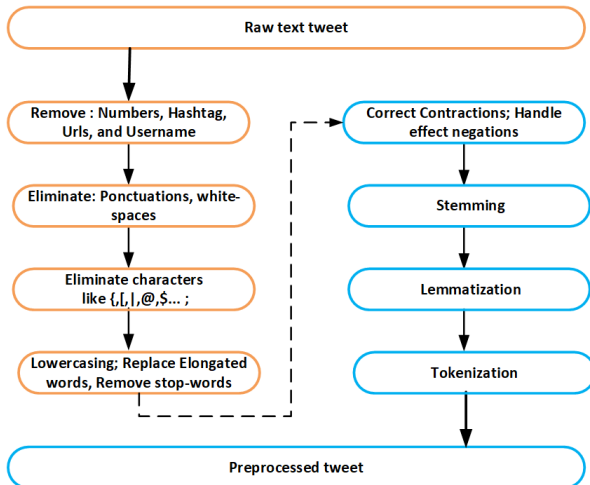 Raw text tweet
Remove : Numbers, Hashtag,
Urls, and Username
Eliminate: Ponctuations, white-
spaces
Eliminate characters
like {,[,|,@,$... ;
Lowercasing; Replace Elongated
words, Remove stop-words
Correct Contractions; Handle
effect negations
Stemming
Lemmatization
Tokenization
Preprocessed tweet